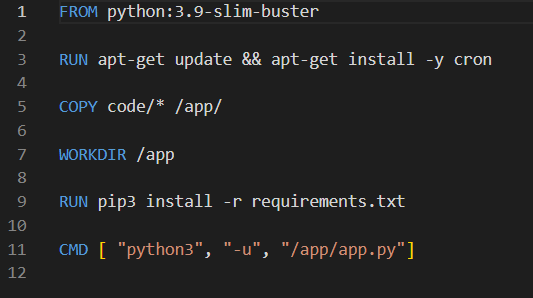 1 FROM python:3.9-slim-buster
2
3 RUN apt-get update && apt-get install -y cron
4
5 COPY code/* /app/
6
7 WORKDIR /app
8
9 RUN pip3 install -r requirements.txt
10
11 CMD [ "python3", "-u", "/app/app.py"]
12